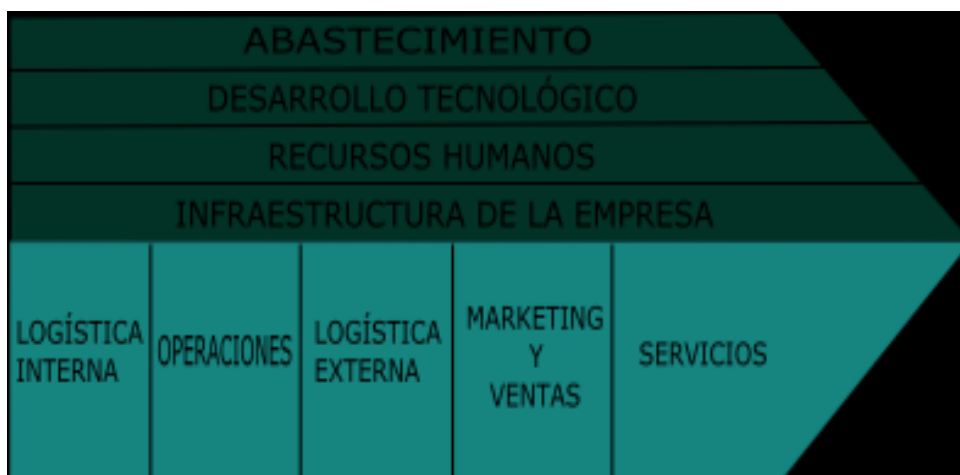 ABASTECIMIENTO
DESARROLLO TECNOLÓGICO
RECURSOS HUMANOS
INFRAESTRUCTURA DE LA EMPRESA
LOGÍSTICA
INTERNA
OPERACIONES
LOGÍSTICA
EXTERNA
MARKETING
Y
VENTAS
SERVICIOS